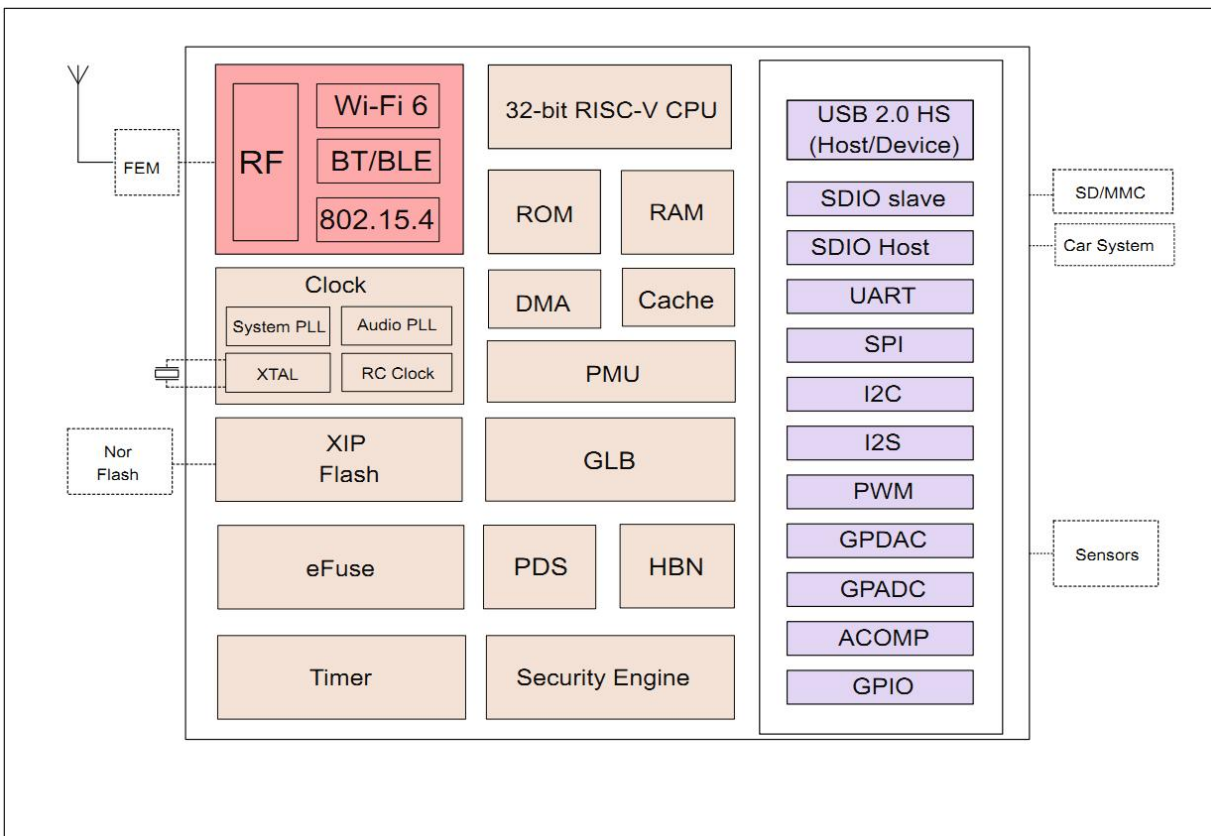 FEM
RF
Wi-Fi 6
BT/BLE
802.15.4
Clock
System PLL
Audio PLL
XTAL
RC Clock
Nor
Flash
XIP
Flash
eFuse
Timer
32-bit RISC-V CPU
ROM
RAM
DMA
Cache
PMU
GLB
PDS
HBN
Security Engine
USB 2.0 HS
(Host/Device)
SDIO slave
SDIO Host
UART
SPI
I2C
I2S
PWM
GPDAC
GPADC
ACOMP
GPIO
SD/MMC
Car System
Sensors